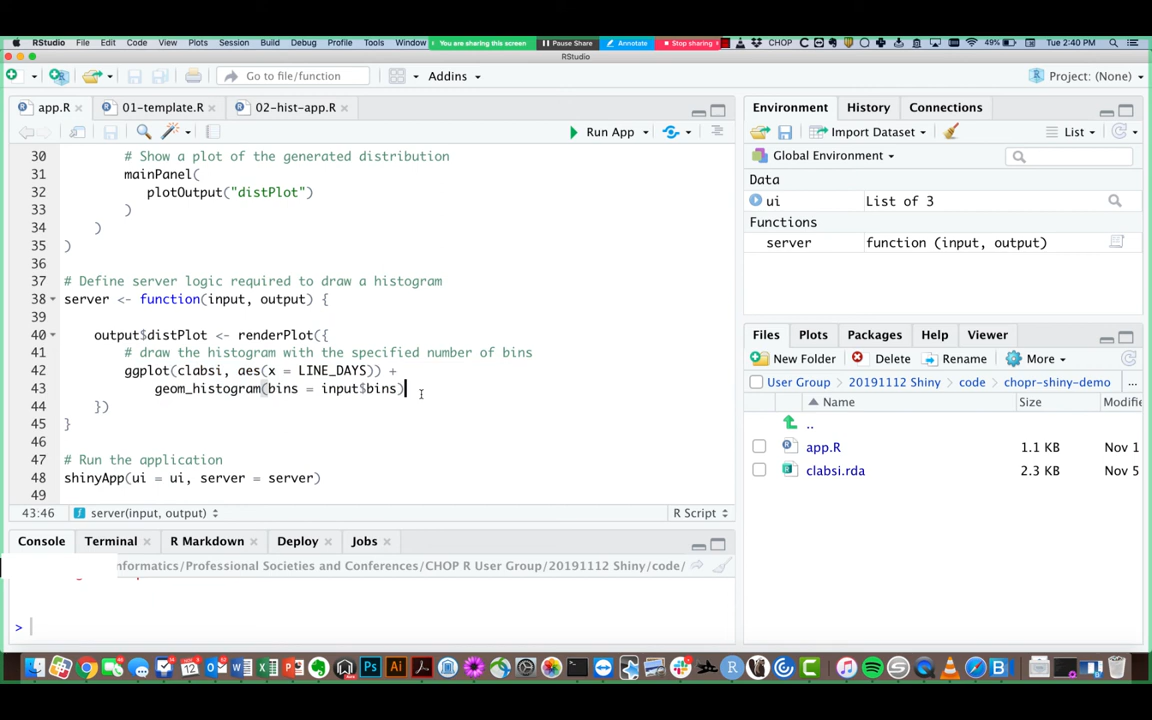 RStudio File Edit Code View Plots Session Build Debug Profile Tools Window You are sharing this screen Pause Share Annotate Stop sharing CHOP 49% Tue 2:40 PM
RStudio
Go to file/function Addins Project: (None)
app.R 01-template.R 02-hist-app.R
Run App
30 # Show a plot of the generated distribution
31 mainPanel(
32 plotOutput("distPlot")
33 )
34 )
35 )
36
37 # Define server logic required to draw a histogram
38 server <- function(input, output) {
39
40 output$distPlot <- renderPlot({
41 # draw the histogram with the specified number of bins
42 ggplot(clabsi, aes(x = LINE_DAYS)) +
43 geom_histogram(bins = input$bins)
44 })
45 }
46
47 # Run the application
48 shinyApp(ui = ui, server = server)
49
43:46 server(input, output) R Script
Console Terminal R Markdown Deploy Jobs
nformatics/Professional Societies and Conferences/CHOP R User Group/20191112 Shiny/code/
>
Environment History Connections
Import Dataset List
Global Environment
Data
ui List of 3
Functions
server function (input, output)
Files Plots Packages Help Viewer
New Folder Delete Rename More
User Group 20191112 Shiny code chopr-shiny-demo ...
Name Size Modifie
..
app.R 1.1 KB Nov 1
clabsi.rda 2.3 KB Nov 5